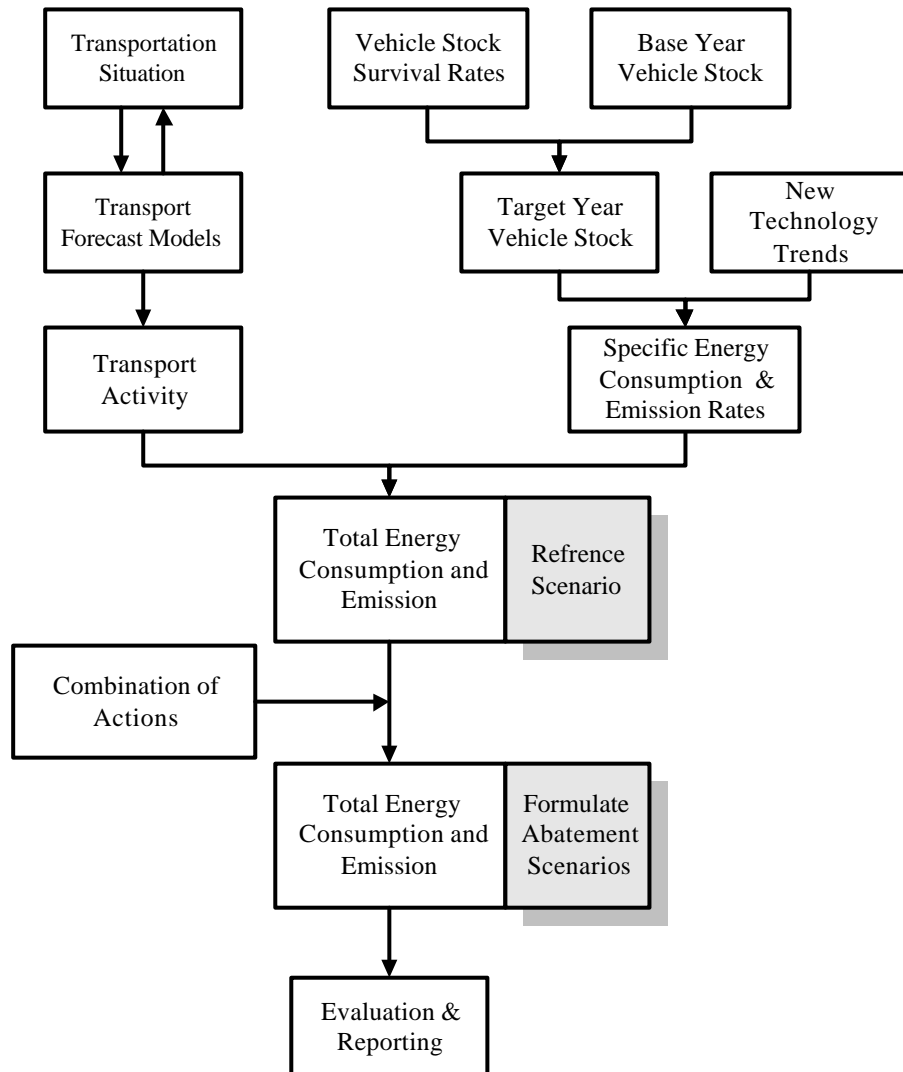 Transportation
Situation
Vehicle Stock
Survival Rates
Base Year
Vehicle Stock
Transport
Forecast Models
Target Year
Vehicle Stock
New
Technology
Trends
Transport
Activity
Specific Energy
Consumption &
Emission Rates
Total Energy
Consumption and
Emission
Refrence
Scenario
Combination of
Actions
Total Energy
Consumption and
Emission
Formulate
Abatement
Scenarios
Evaluation &
Reporting